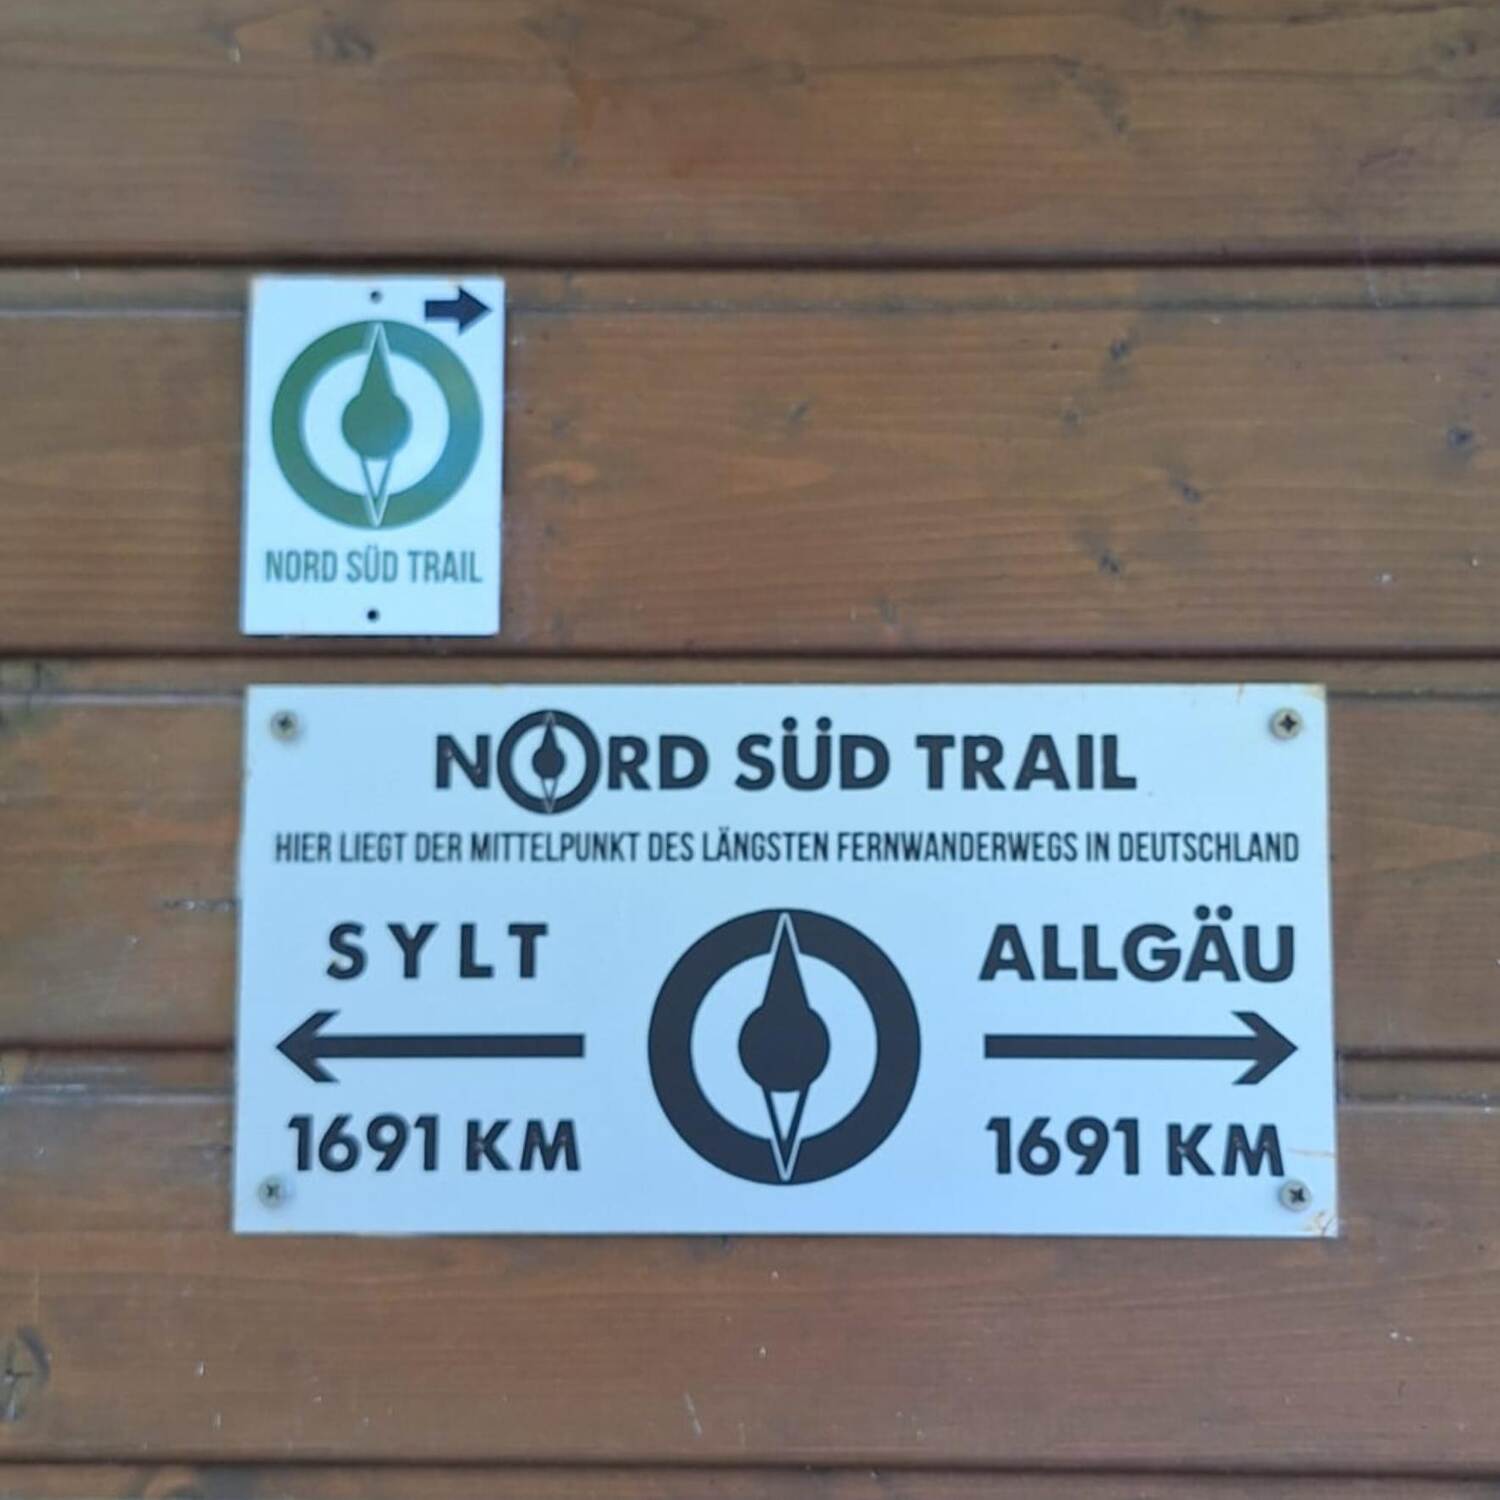 NORD SÜD TRAIL
NORD SÜD TRAIL
HIER LIEGT DER MITTELPUNKT DES LÄNGSTEN FERNWANDERWEGS IN DEUTSCHLAND
SYLT
ALLGÄU
1691 KM
1691 KM